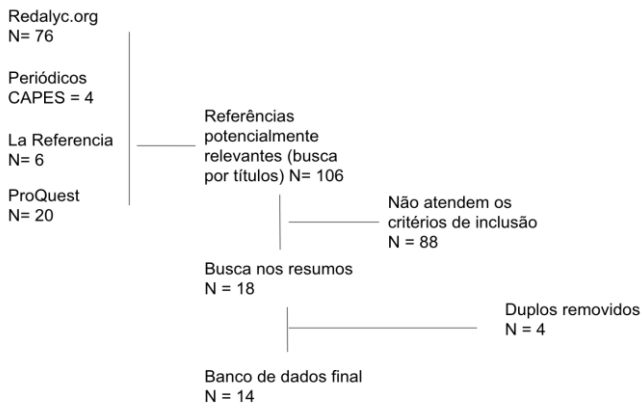 Redalyc.org
N= 76
Periódicos
CAPES = 4
La Referencia
N= 6
ProQuest
N= 20
Referências
potencialmente
relevantes (busca
por títulos) N= 106
Não atendem os
critérios de inclusão
N = 88
Busca nos resumos
N = 18
Duplos removidos
N = 4
Banco de dados final
N = 14